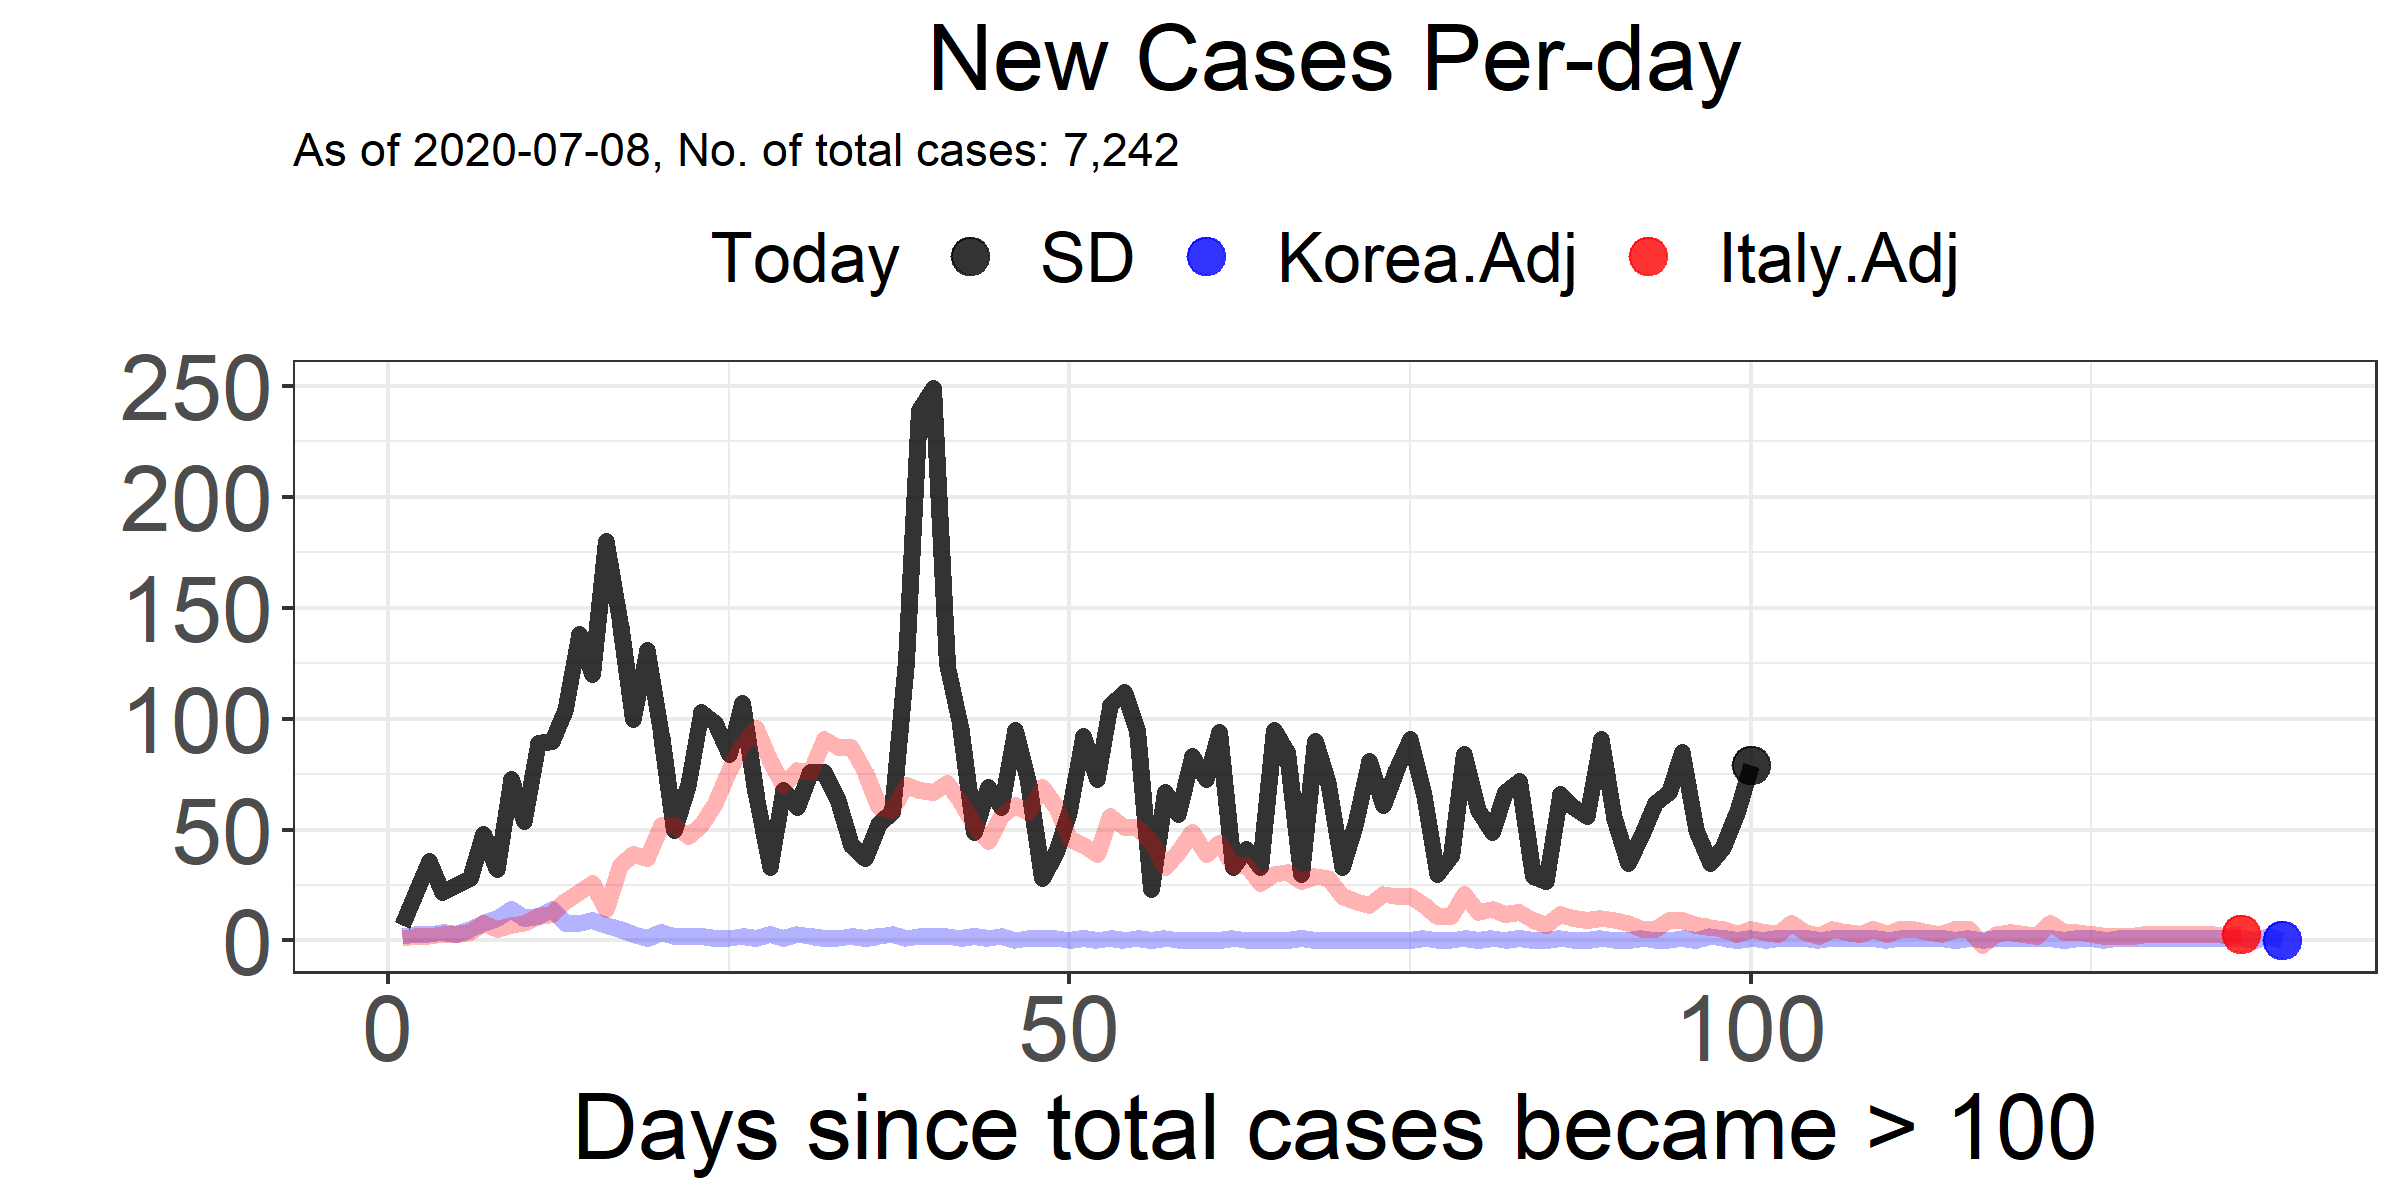 New Cases Per-day
As of 2020-07-08, No. of total cases: 7,242
Today SD Korea.Adj Italy.Adj
250
200
150
100
50
0
0 50 100
Days since total cases became > 100